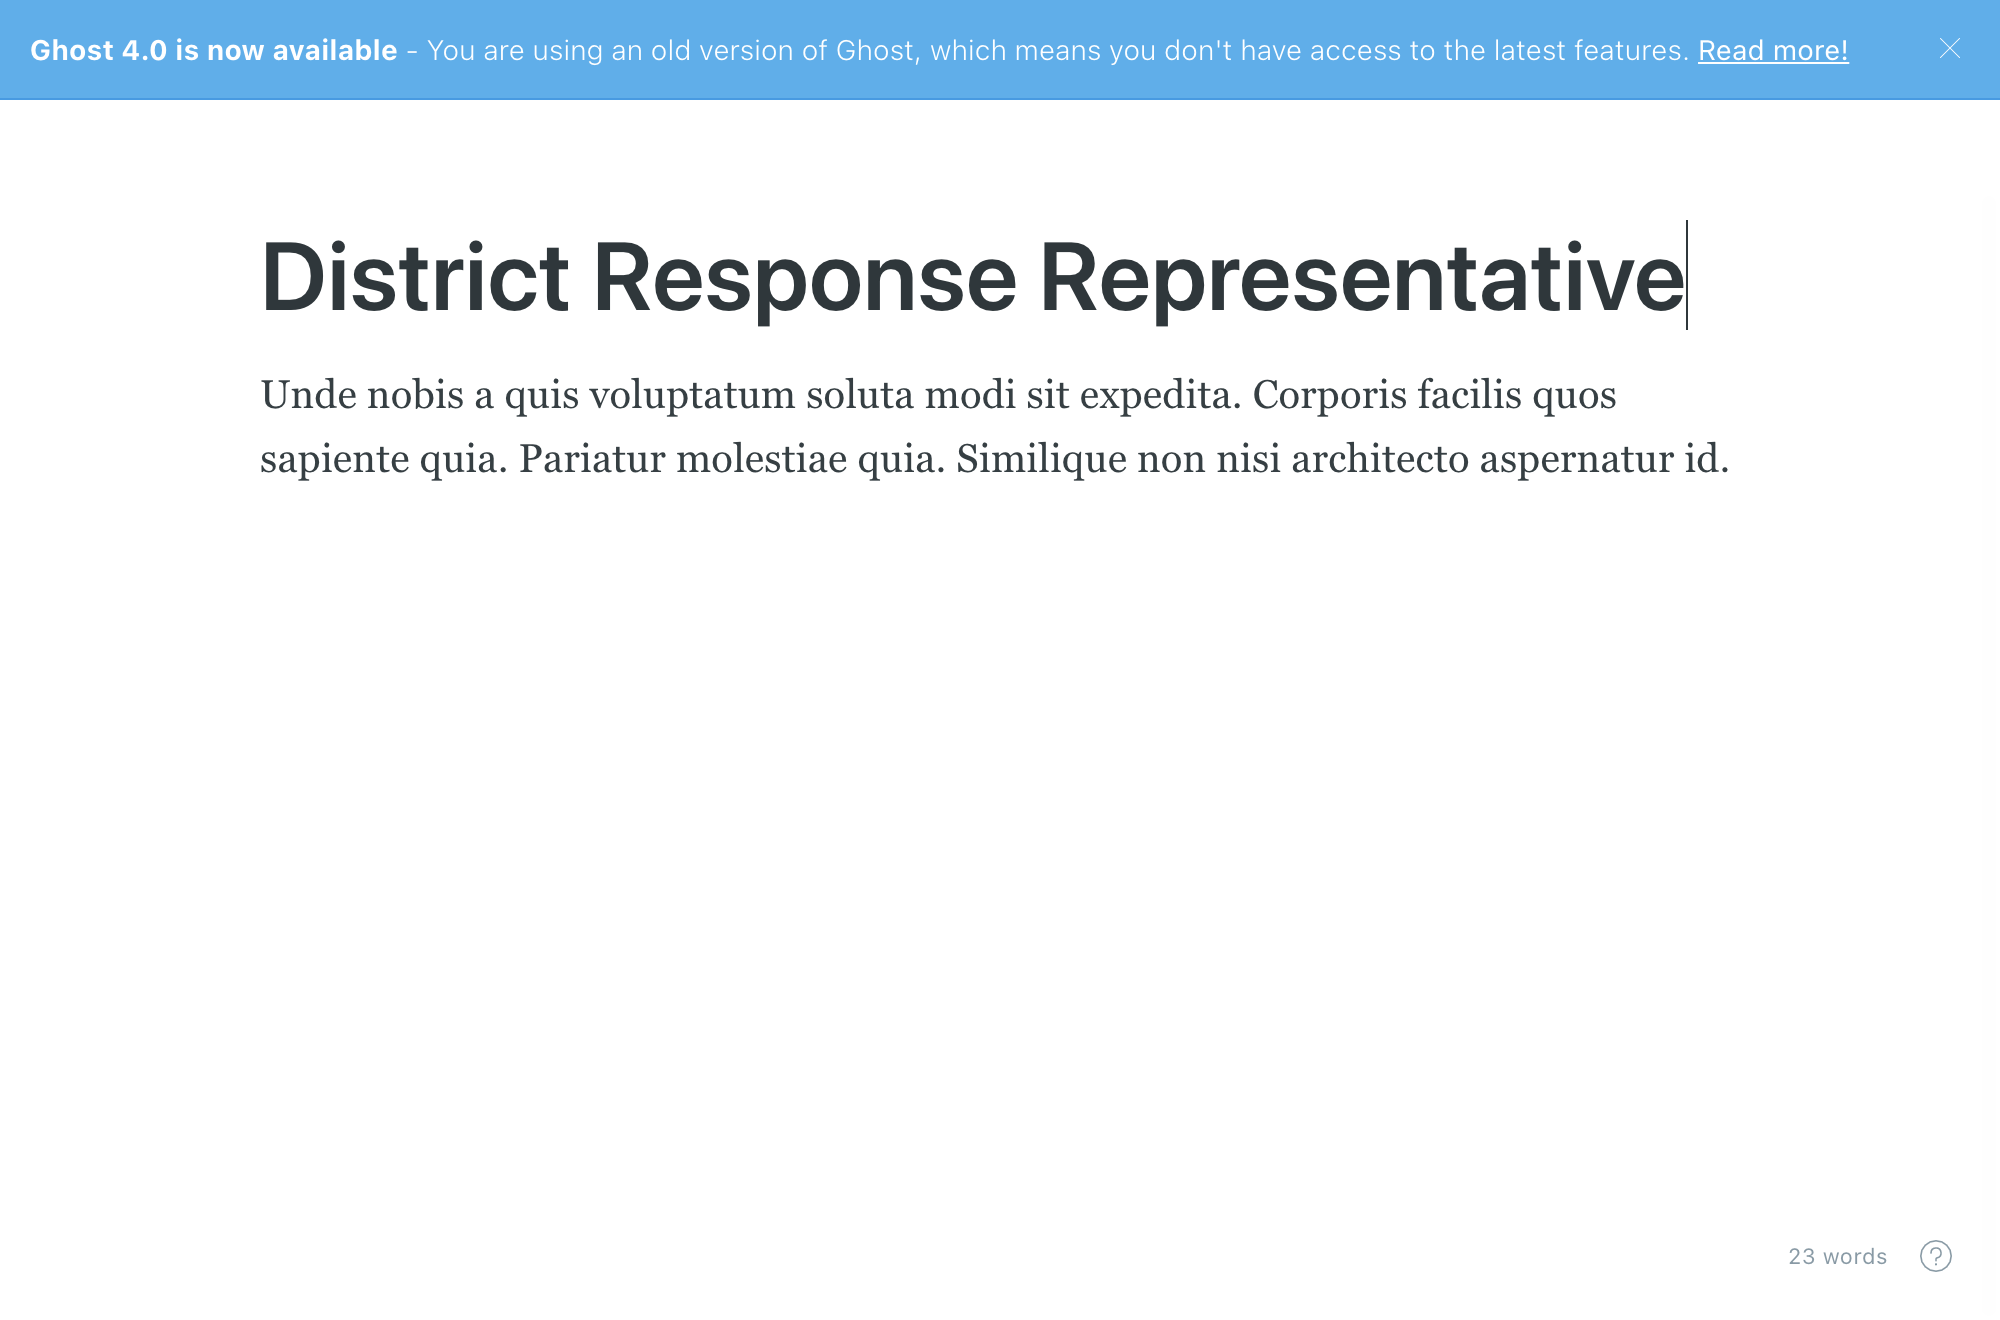 Ghost 4.0 is now available - You are using an old version of Ghost, which means you don't have access to the latest features. Read more!
District Response Representative
Unde nobis a quis voluptatum soluta modi sit expedita. Corporis facilis quos
sapiente quia. Pariatur molestiae quia. Similique non nisi architecto aspernatur id.
23 words
?